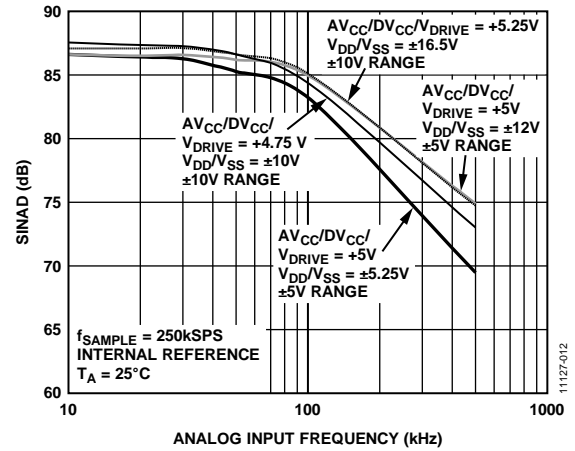 90
85
80
75
70
65
60
SINAD (dB)
AVCC/DVCC/VDRIVE = +5.25V
VDD/VSS = ±16.5V
±10V RANGE
AVCC/DVCC/
VDRIVE = +4.75 V
VDD/VSS = ±10V
±10V RANGE
AVCC/DVCC/
VDRIVE
= +5V
VDD/VSS = ±12V
±5V RANGE
AVCC/DVCC/
VDRIVE = +5V
VDD/VSS = ±5.25V
±5V RANGE
fSAMPLE = 250kSPS
INTERNAL REFERENCE
TA = 25°C
10
100
1000
ANALOG INPUT FREQUENCY (kHz)
11127-012